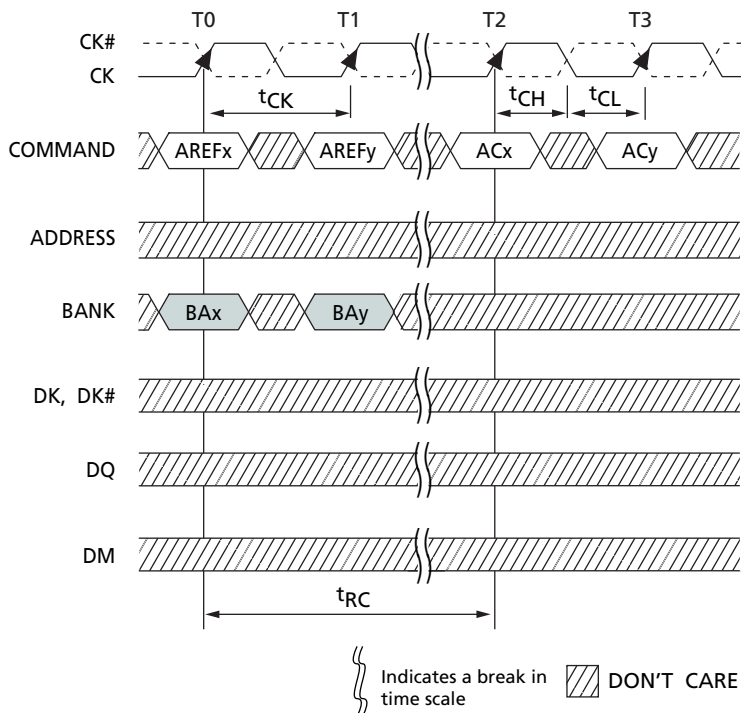 T0 T1 T2 T3
CK#
CK
tCK tCH tCL
COMMAND AREFx AREFy ACx ACy
ADDRESS
BANK BAx BAy
DK, DK#
DQ
DM
tRC
Indicates a break in
time scale
DON'T CARE